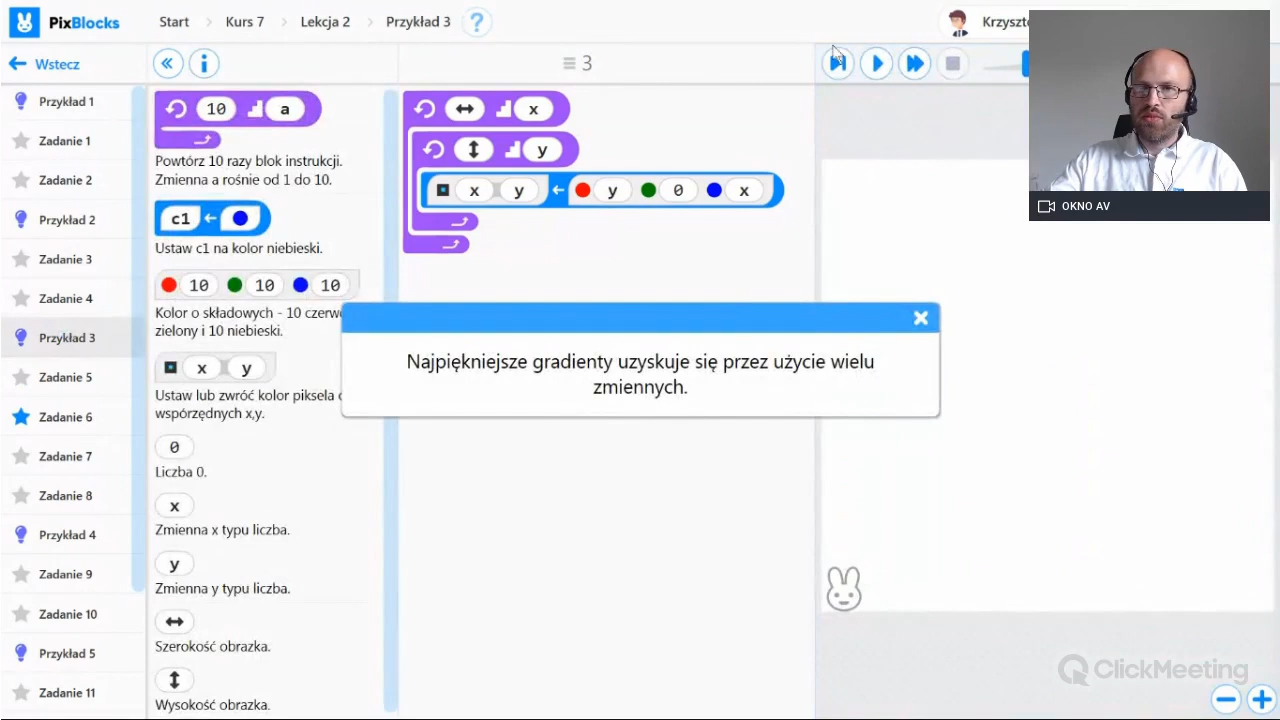 PixBlocks
Start
Kurs 7
Lekcja 2
Przykład 3
?
Krzyszto
Wstecz
3
Przykład 1
Zadanie 1
Zadanie 2
Przykład 2
Zadanie 3
Zadanie 4
Przykład 3
Zadanie 5
Zadanie 6
Zadanie 7
Zadanie 8
Przykład 4
Zadanie 9
Zadanie 10
Przykład 5
Zadanie 11
10 a
Powtórz 10 razy blok instrukcji.
Zmienna a rośnie od 1 do 10.
c1
Ustaw c1 na kolor niebieski.
10 10 10
Kolor o składowych - 10 czerwo
zielony i 10 niebieski.
x y
Ustaw lub zwróć kolor piksela o
wspórzędnych x,y.
0
Liczba 0.
x
Zmienna x typu liczba.
y
Zmienna y typu liczba.
Szerokość obrazka.
Wysokość obrazka.
x
y
x y y 0 x
Najpiękniejsze gradienty uzyskuje się przez użycie wielu
zmiennych.
OKNO AV
ClickMeeting